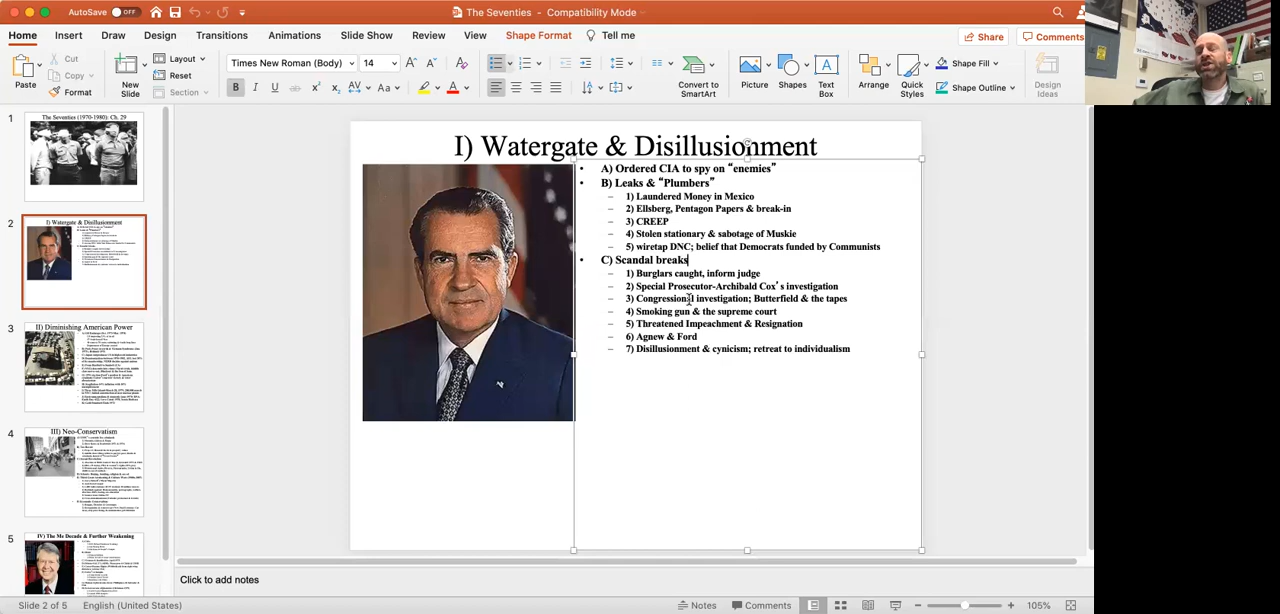 AutoSave OFF
The Seventies - Compatibility Mode
Home Insert Draw Design Transitions Animations Slide Show Review View Shape Format Tell me
Share Comments
Paste
Cut
Copy
Format
New Slide
Layout
Reset
Section
Times New Roman (Body) 14
Convert to SmartArt
Picture Shapes Text Box Arrange Quick Styles
Shape Fill
Shape Outline
Design Ideas
1
The Seventies (1970-1980): Ch. 29
2
I) Watergate & Disillusionment
3
II) Diminishing American Power
4
III) Neo-Conservatism
5
IV) The Me Decade & Further Weakening
I) Watergate & Disillusionment
• A) Ordered CIA to spy on “enemies”
• B) Leaks & “Plumbers”
– 1) Laundered Money in Mexico
– 2) Ellsberg, Pentagon Papers & break-in
– 3) CREEP
– 4) Stolen stationary & sabotage of Muskie
– 5) wiretap DNC; belief that Democrats funded by Communists
• C) Scandal breaks
– 1) Burglars caught, inform judge
– 2) Special Prosecutor-Archibald Cox’s investigation
– 3) Congressional investigation; Butterfield & the tapes
– 4) Smoking gun & the supreme court
– 5) Threatened Impeachment & Resignation
– 6) Agnew & Ford
– 7) Disillusionment & cynicism; retreat to individualism
Click to add notes
Slide 2 of 5 English (United States) Notes Comments 105%